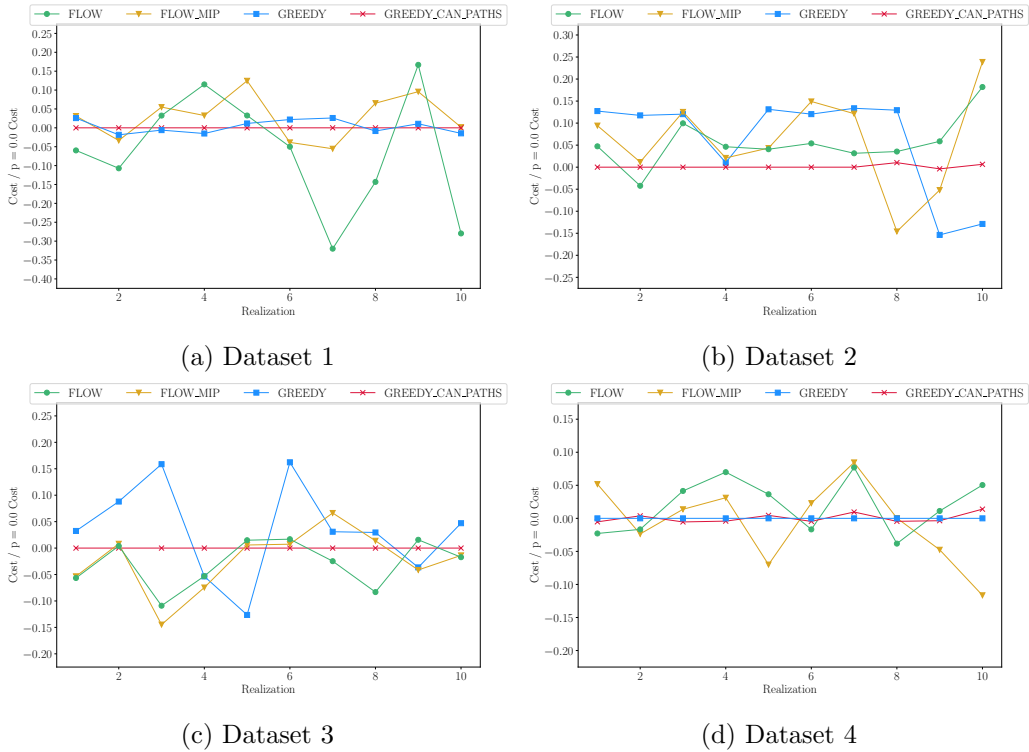 FLOW FLOW_MIP GREEDY GREEDY_CAN_PATHS
0.25
0.20
0.15
0.10
0.05
0.00
−0.05
−0.10
−0.15
−0.20
−0.25
−0.30
−0.35
−0.40
Cost / p = 0.0 Cost
2 4 6 8 10
Realization
(a) Dataset 1
FLOW FLOW_MIP GREEDY GREEDY_CAN_PATHS
0.30
0.25
0.20
0.15
0.10
0.05
0.00
−0.05
−0.10
−0.15
−0.20
−0.25
Cost / p = 0.0 Cost
2 4 6 8 10
Realization
(b) Dataset 2
FLOW FLOW_MIP GREEDY GREEDY_CAN_PATHS
0.25
0.20
0.15
0.10
0.05
0.00
−0.05
−0.10
−0.15
−0.20
Cost / p = 0.0 Cost
2 4 6 8 10
Realization
(c) Dataset 3
FLOW FLOW_MIP GREEDY GREEDY_CAN_PATHS
0.15
0.10
0.05
0.00
−0.05
−0.10
−0.15
−0.20
Cost / p = 0.0 Cost
2 4 6 8 10
Realization
(d) Dataset 4